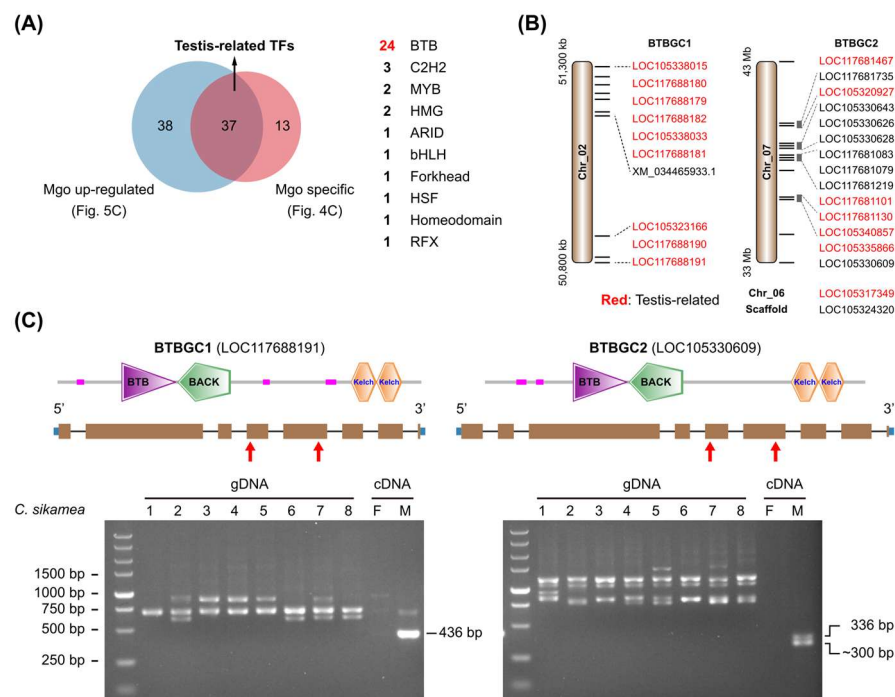 (A)
Testis-related TFs
38
37
13
Mgo up-regulated
(Fig. 5C)
Mgo specific
(Fig. 4C)
24 BTB
3 C2H2
2 MYB
2 HMG
1 ARID
1 bHLH
1 Forkhead
1 HSF
1 Homeodomain
1 RFX
(B)
BTBGC1
51,300 kb
Chr_02
50,800 kb
LOC105338015
LOC117688180
LOC117688179
LOC117688182
LOC105338033
LOC117688181
XM_034465933.1
LOC105323166
LOC117688190
LOC117688191
Red: Testis-related
BTBGC2
43 Mb
Chr_07
33 Mb
LOC117681467
LOC117681735
LOC105320927
LOC105330643
LOC105330626
LOC105330628
LOC117681083
LOC117681079
LOC117681219
LOC117681101
LOC117681130
LOC105340857
LOC105335866
LOC105330609
Chr_06 LOC105317349
Scaffold LOC105324320
(C)
BTBGC1 (LOC117688191)
BTB BACK Kelch Kelch
5' 3'
BTBGC2 (LOC105330609)
BTB BACK Kelch Kelch
5' 3'
gDNA cDNA
C. sikamea 1 2 3 4 5 6 7 8 F M
1500 bp
1000 bp
750 bp
500 bp
250 bp
436 bp
gDNA cDNA
1 2 3 4 5 6 7 8 F M
336 bp
~300 bp